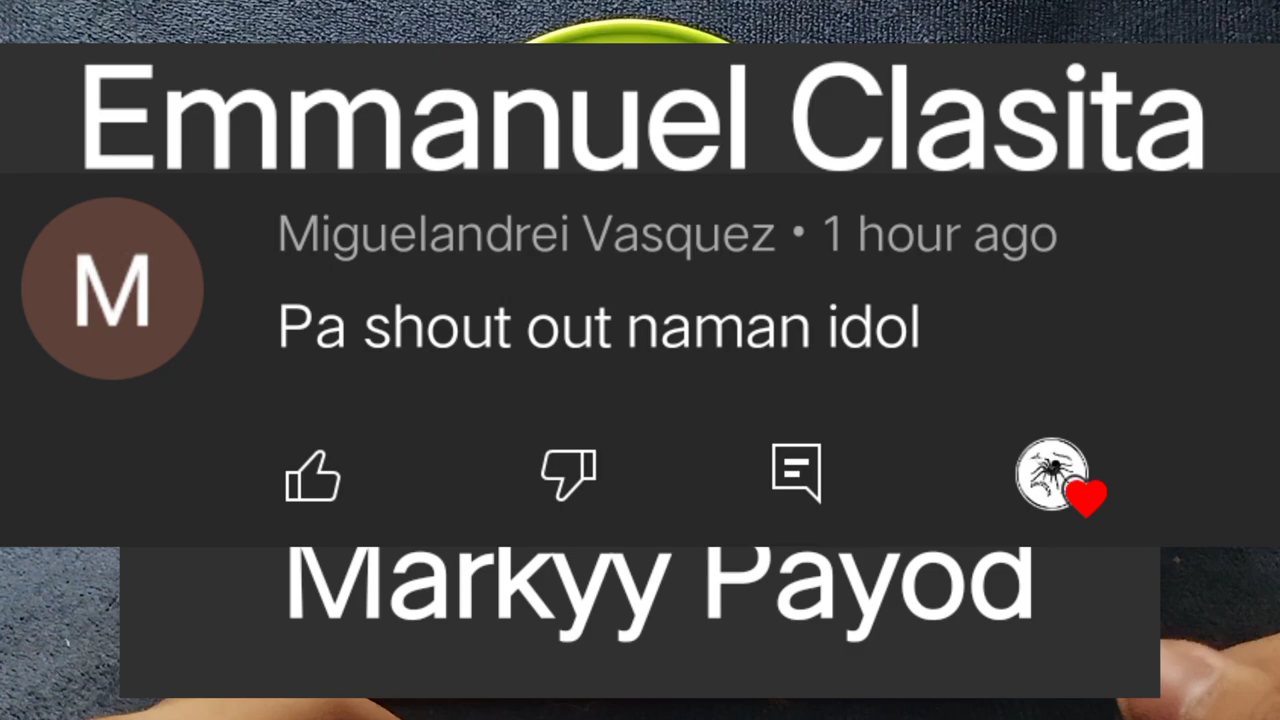 Emmanuel Clasita
M
Miguelandrei Vasquez • 1 hour ago
Pa shout out naman idol
Markyy Payod